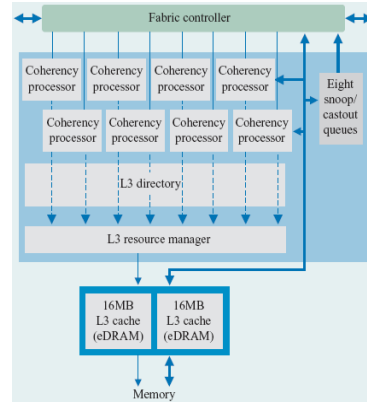 Fabric controller
Coherency
processor
Coherency
processor
Coherency
processor
Coherency
processor
Eight
snoop/
castout
queues
Coherency
processor
Coherency
processor
Coherency
processor
Coherency
processor
L3 directory
L3 resource manager
16MB
L3 cache
(eDRAM)
16MB
L3 cache
(eDRAM)
Memory